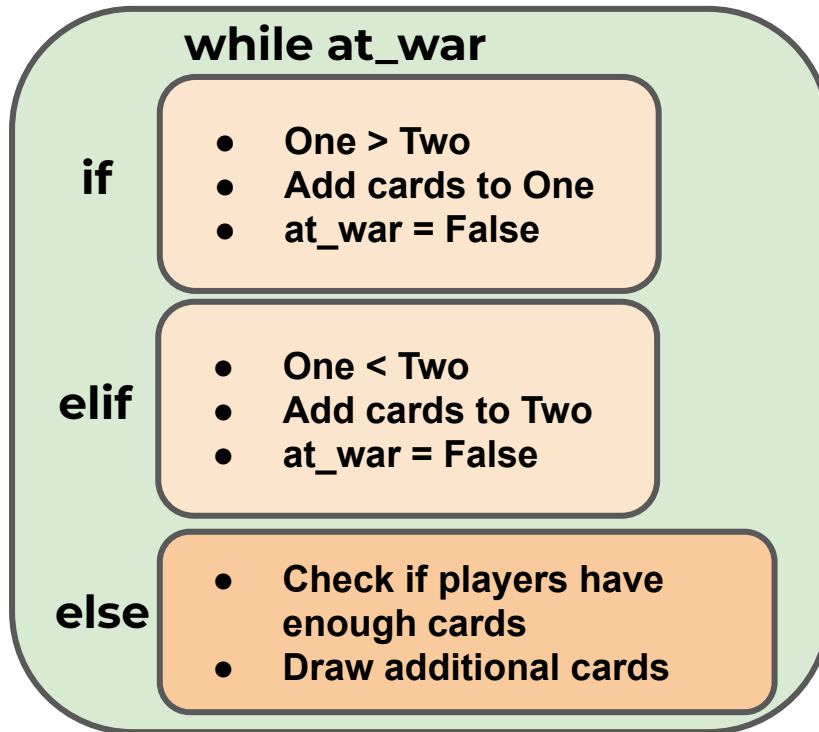 while at_war
if
● One > Two
● Add cards to One
● at_war = False
elif
● One < Two
● Add cards to Two
● at_war = False
else
● Check if players have
enough cards
● Draw additional cards